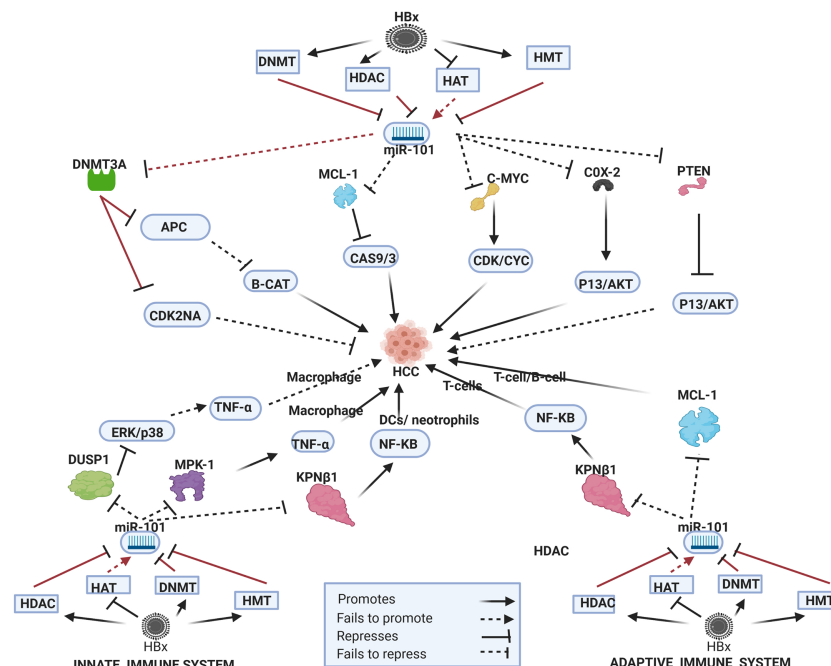 HBx
DNMT
HDAC
HAT
HMT
miR-101
DNMT3A
MCL-1
C-MYC
C0X-2
PTEN
APC
CAS9/3
CDK/CYC
B-CAT
P13/AKT
P13/AKT
CDK2NA
HCC
Macrophage
T-cell/B-cell
T-cells
TNF-α
Macrophage
MCL-1
DCs/ neotrophils
NF-KB
ERK/p38
TNF-α
NF-KB
DUSP1
MPK-1
KPNβ1
KPNβ1
miR-101
miR-101
HDAC
HAT
DNMT
HDAC
HMT
HAT
DNMT
HDAC
HMT
HBx
HBx
INNATE IMMUNE SYSTEM
ADAPTIVE IMMUNE SYSTEM
Promotes
Fails to promote
Represses
Fails to repress